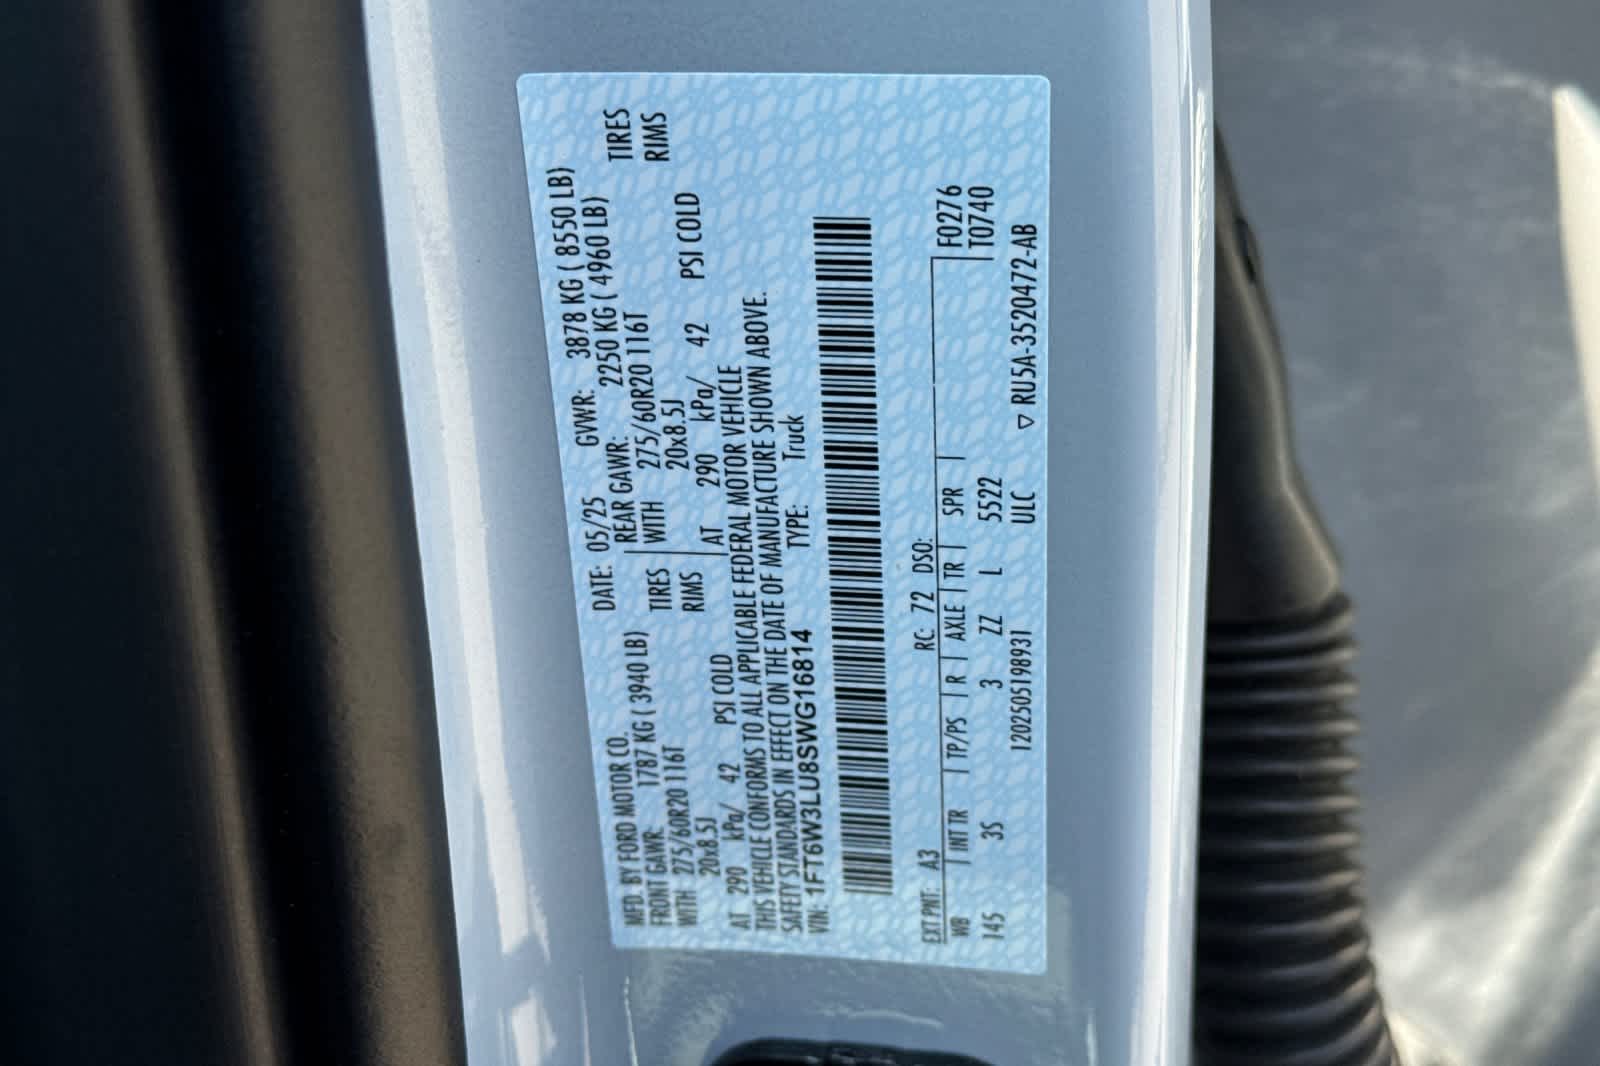 MFD. BY FORD MOTOR CO. DATE: 05/25 GVWR: 3878 KG ( 8550 LB)
FRONT GAWR: 1787 KG ( 3940 LB) REAR GAWR: 2250 KG ( 4960 LB)
WITH 275/60R20 116T TIRES WITH 275/60R20 116T TIRES
20x8.5J RIMS 20x8.5J RIMS
AT 290 kPa/ 42 PSI COLD AT 290 kPa/ 42 PSI COLD
THIS VEHICLE CONFORMS TO ALL APPLICABLE FEDERAL MOTOR VEHICLE
SAFETY STANDARDS IN EFFECT ON THE DATE OF MANUFACTURE SHOWN ABOVE.
VIN: 1FT6W3LU8SWG16814 TYPE: Truck
EXT PNT: A3 RC: 72 DSO: F0276
WB INT TR TP/PS R AXLE TR SPR T0740
145 3S 3 ZZ L 5522
1202505198931 ULC ▽ RU5A-3520472-AB